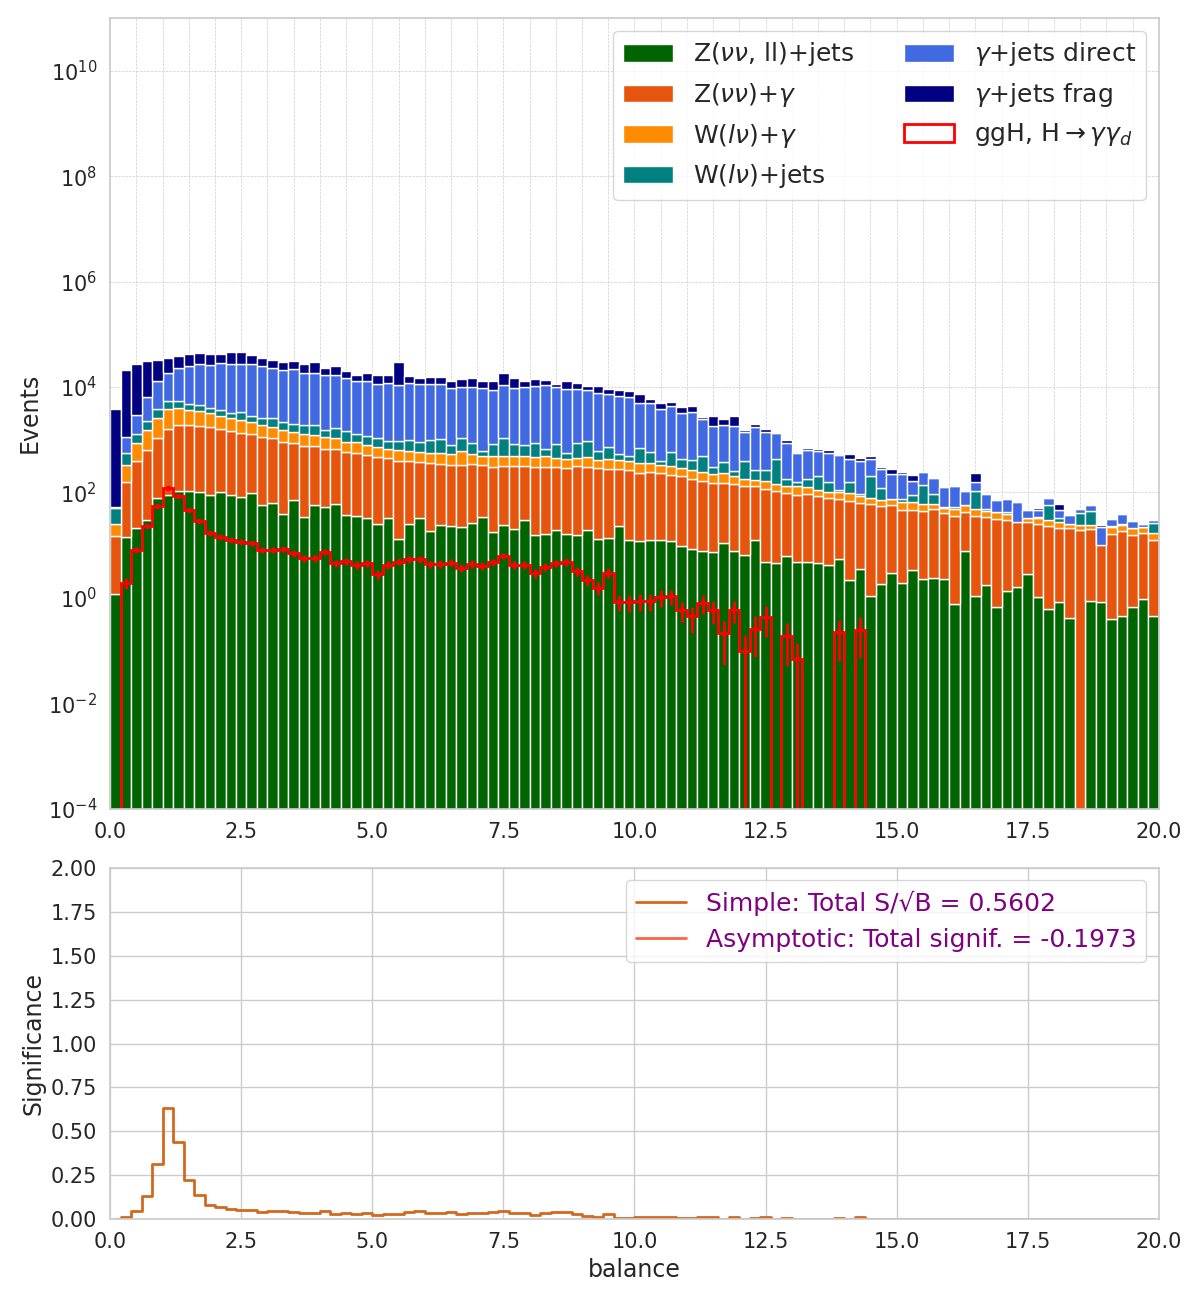 Events
10^10
10^8
10^6
10^4
10^2
10^0
10^−2
10^−4
Z(νν, ll)+jets
Z(νν)+γ
W(lν)+γ
W(lν)+jets
γ+jets direct
γ+jets frag
ggH, H→γγ_d
0.0 2.5 5.0 7.5 10.0 12.5 15.0 17.5 20.0
Significance
2.00
1.75
1.50
1.25
1.00
0.75
0.50
0.25
0.00
Simple: Total S/√B = 0.5602
Asymptotic: Total signif. = -0.1973
0.0 2.5 5.0 7.5 10.0 12.5 15.0 17.5 20.0
balance